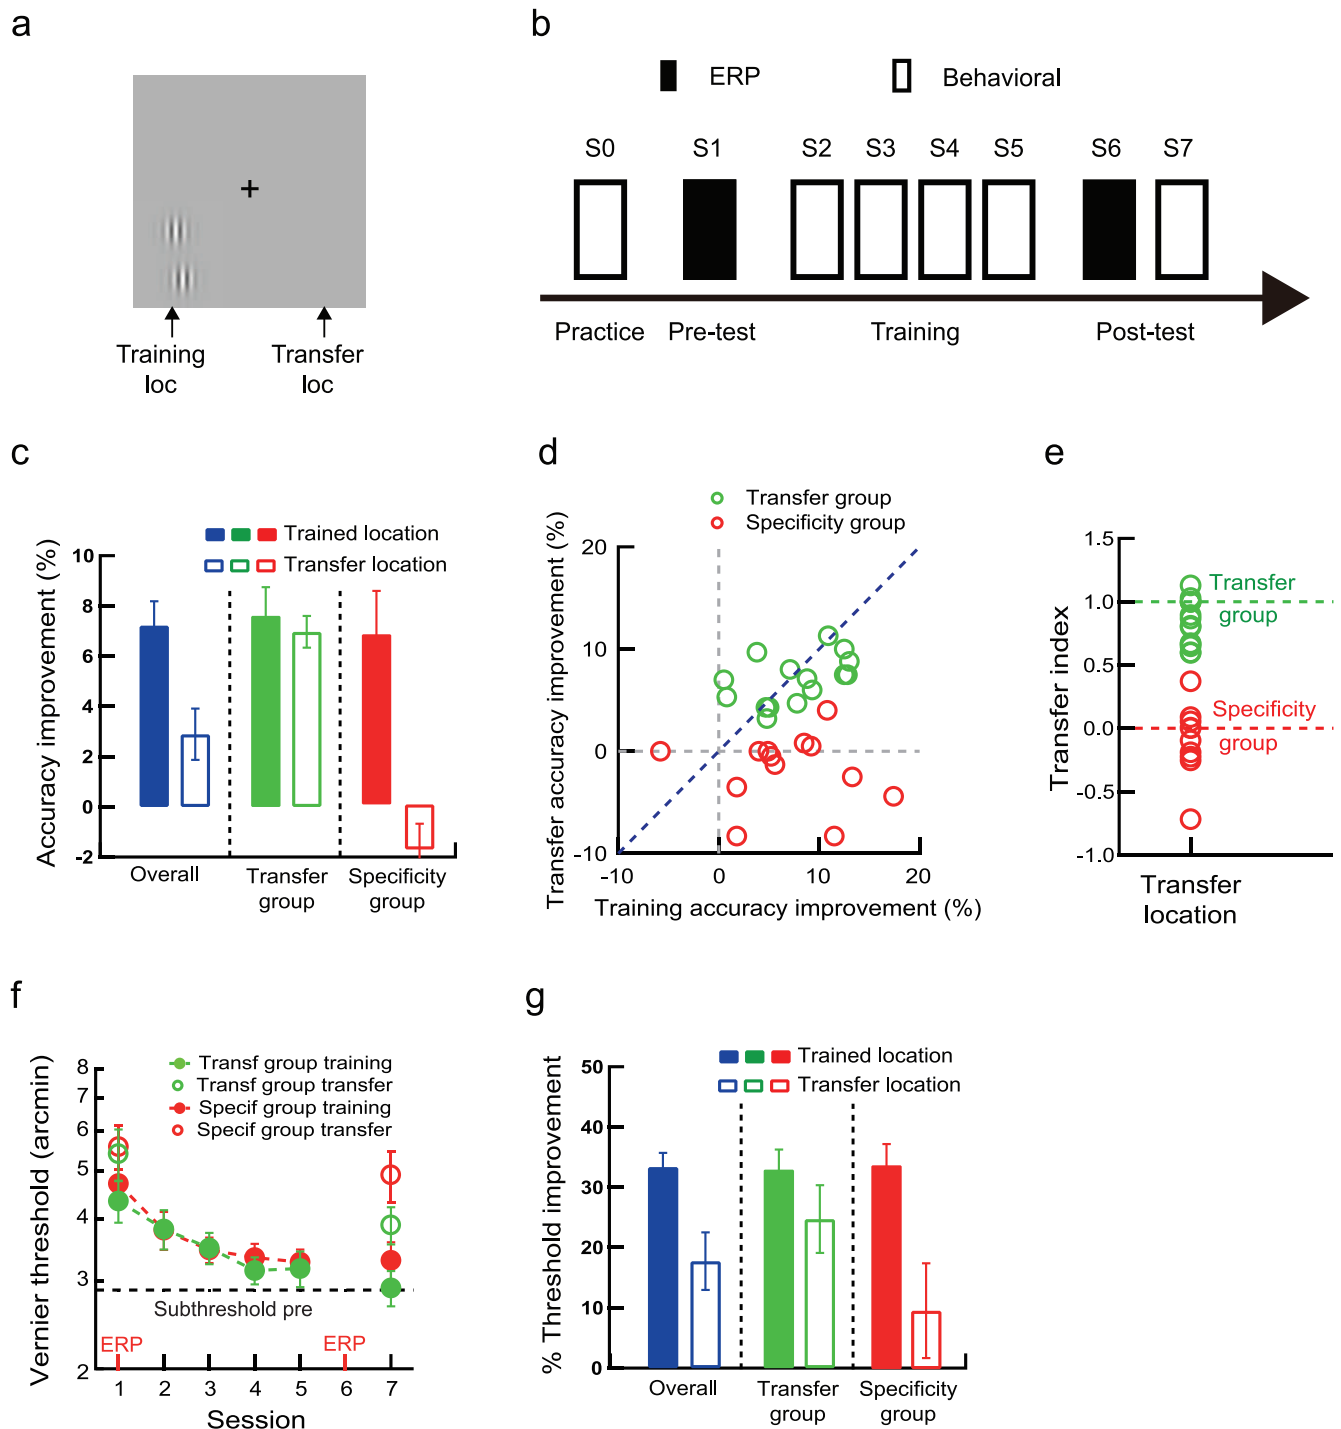 a
Training
loc
Transfer
loc
b
ERP
Behavioral
S0
S1
S2
S3
S4
S5
S6
S7
Practice
Pre-test
Training
Post-test
c
Trained location
Transfer location
Accuracy improvement (%)
10
8
6
4
2
0
-2
Overall
Transfer
group
Specificity
group
d
Transfer group
Specificity group
Transfer accuracy improvement (%)
20
10
0
-10
-10
0
10
20
Training accuracy improvement (%)
e
Transfer index
1.5
1.0
0.5
0.0
-0.5
-1.0
Transfer
group
Specificity
group
Transfer
location
f
Transf group training
Transf group transfer
Specif group training
Specif group transfer
Vernier threshold (arcmin)
8
7
6
5
4
3
2
Subthreshold pre
ERP
ERP
1
2
3
4
5
6
7
Session
g
Trained location
Transfer location
% Threshold improvement
50
40
30
20
10
0
Overall
Transfer
group
Specificity
group